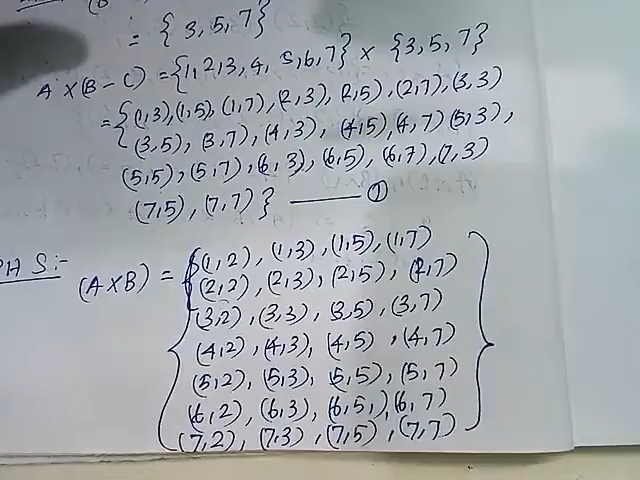 = { 3, 5, 7 }
A X (B - C) = {1, 2, 3, 4, 5, 6, 7} X {3, 5, 7}
= { (1, 3), (1, 5), (1, 7), (2, 3), (2, 5), (2, 7), (3, 3)
(3, 5), (3, 7), (4, 3), (4, 5), (4, 7) (5, 3),
(5, 5), (5, 7), (6, 3), (6, 5), (6, 7), (7, 3)
(7, 5), (7, 7) } —— ①
H S:-
(A X B) = { (1, 2), (1, 3), (1, 5), (1, 7)
(2, 2), (2, 3), (2, 5), (2, 7)
(3, 2), (3, 3), (3, 5), (3, 7)
(4, 2), (4, 3), (4, 5), (4, 7)
(5, 2), (5, 3), (5, 5), (5, 7)
(6, 2), (6, 3), (6, 5,) (6, 7)
(7, 2), (7, 3), (7, 5), (7, 7) }